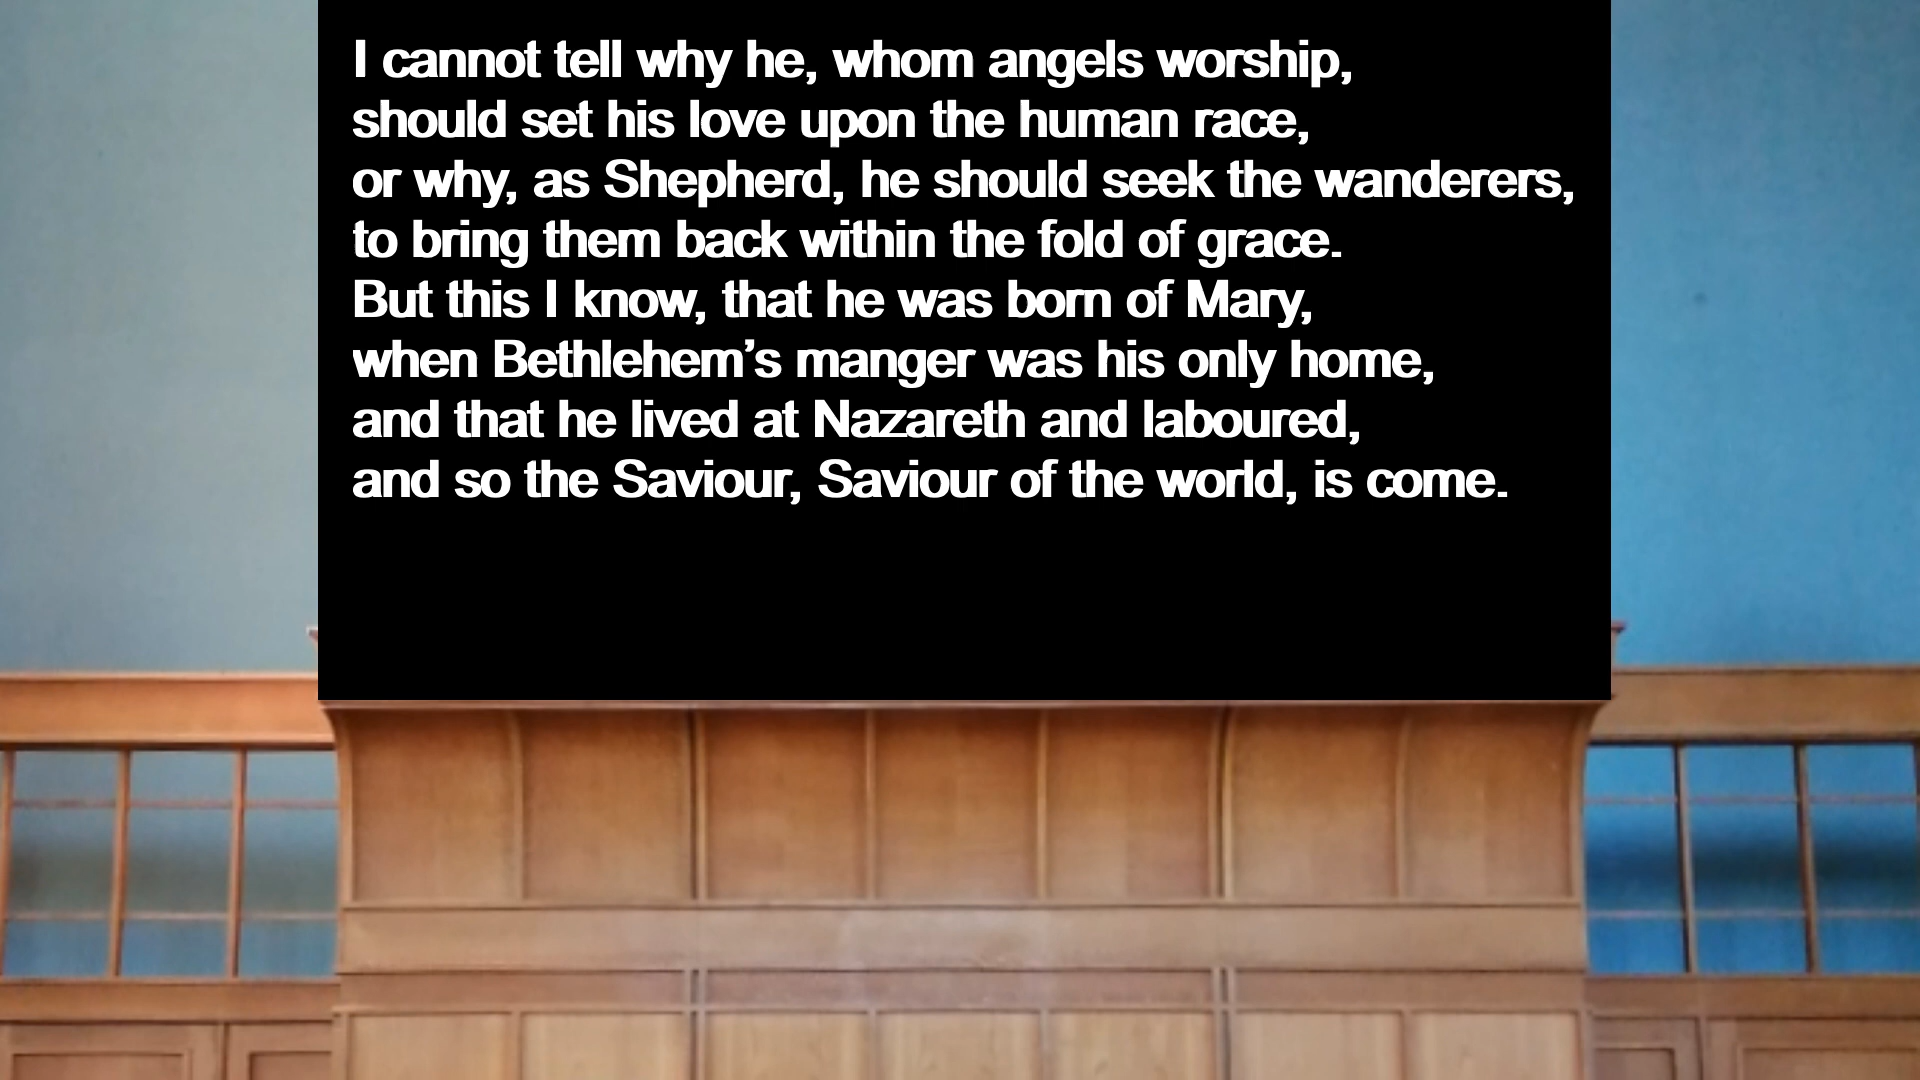 I cannot tell why he, whom angels worship,
should set his love upon the human race,
or why, as Shepherd, he should seek the wanderers,
to bring them back within the fold of grace.
But this I know, that he was born of Mary,
when Bethlehem’s manger was his only home,
and that he lived at Nazareth and laboured,
and so the Saviour, Saviour of the world, is come.